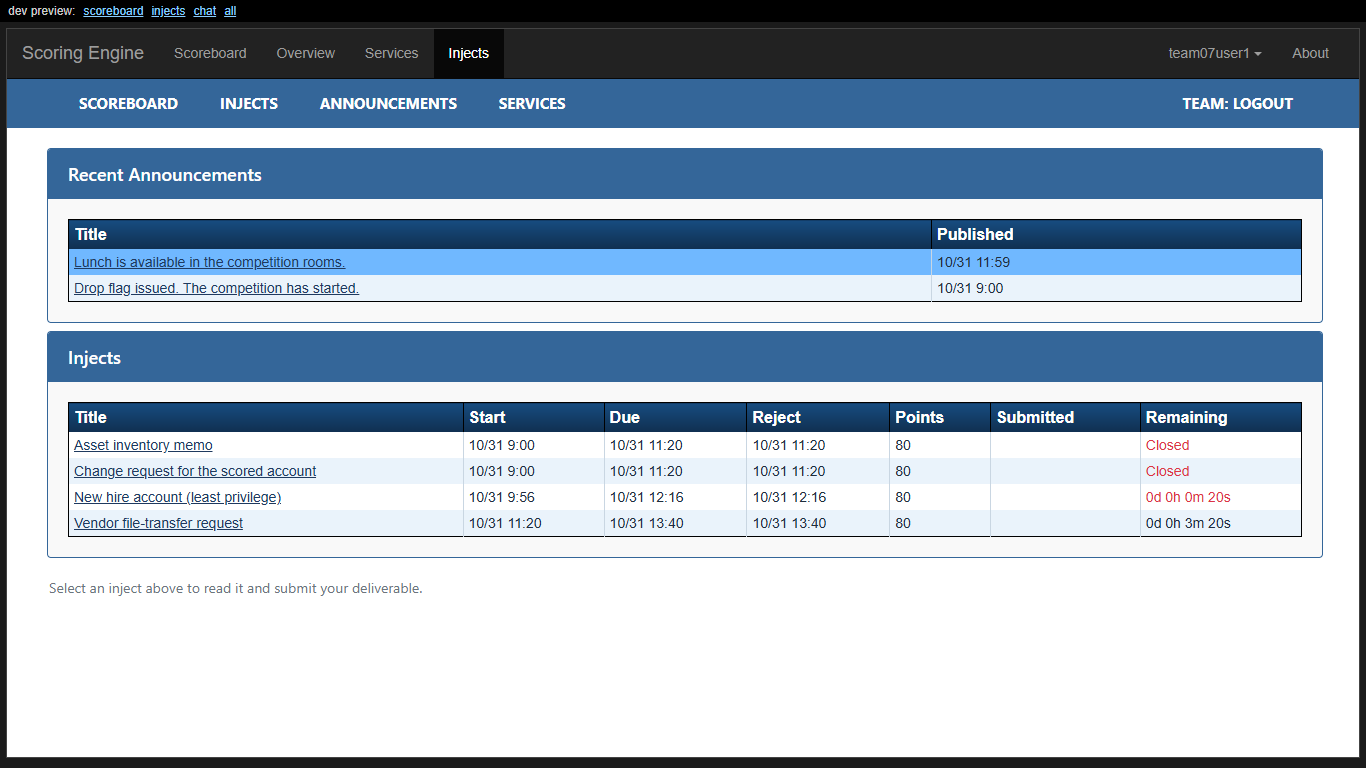 dev preview: scoreboard injects chat all
Scoring Engine Scoreboard Overview Services Injects team07user1 About
SCOREBOARD INJECTS ANNOUNCEMENTS SERVICES TEAM: LOGOUT
Recent Announcements
Title Published
Lunch is available in the competition rooms. 10/31 11:59
Drop flag issued. The competition has started. 10/31 9:00
Injects
Title Start Due Reject Points Submitted Remaining
Asset inventory memo 10/31 9:00 10/31 11:20 10/31 11:20 80 Closed
Change request for the scored account 10/31 9:00 10/31 11:20 10/31 11:20 80 Closed
New hire account (least privilege) 10/31 9:56 10/31 12:16 10/31 12:16 80 0d 0h 0m 20s
Vendor file-transfer request 10/31 11:20 10/31 13:40 10/31 13:40 80 0d 0h 3m 20s
Select an inject above to read it and submit your deliverable.